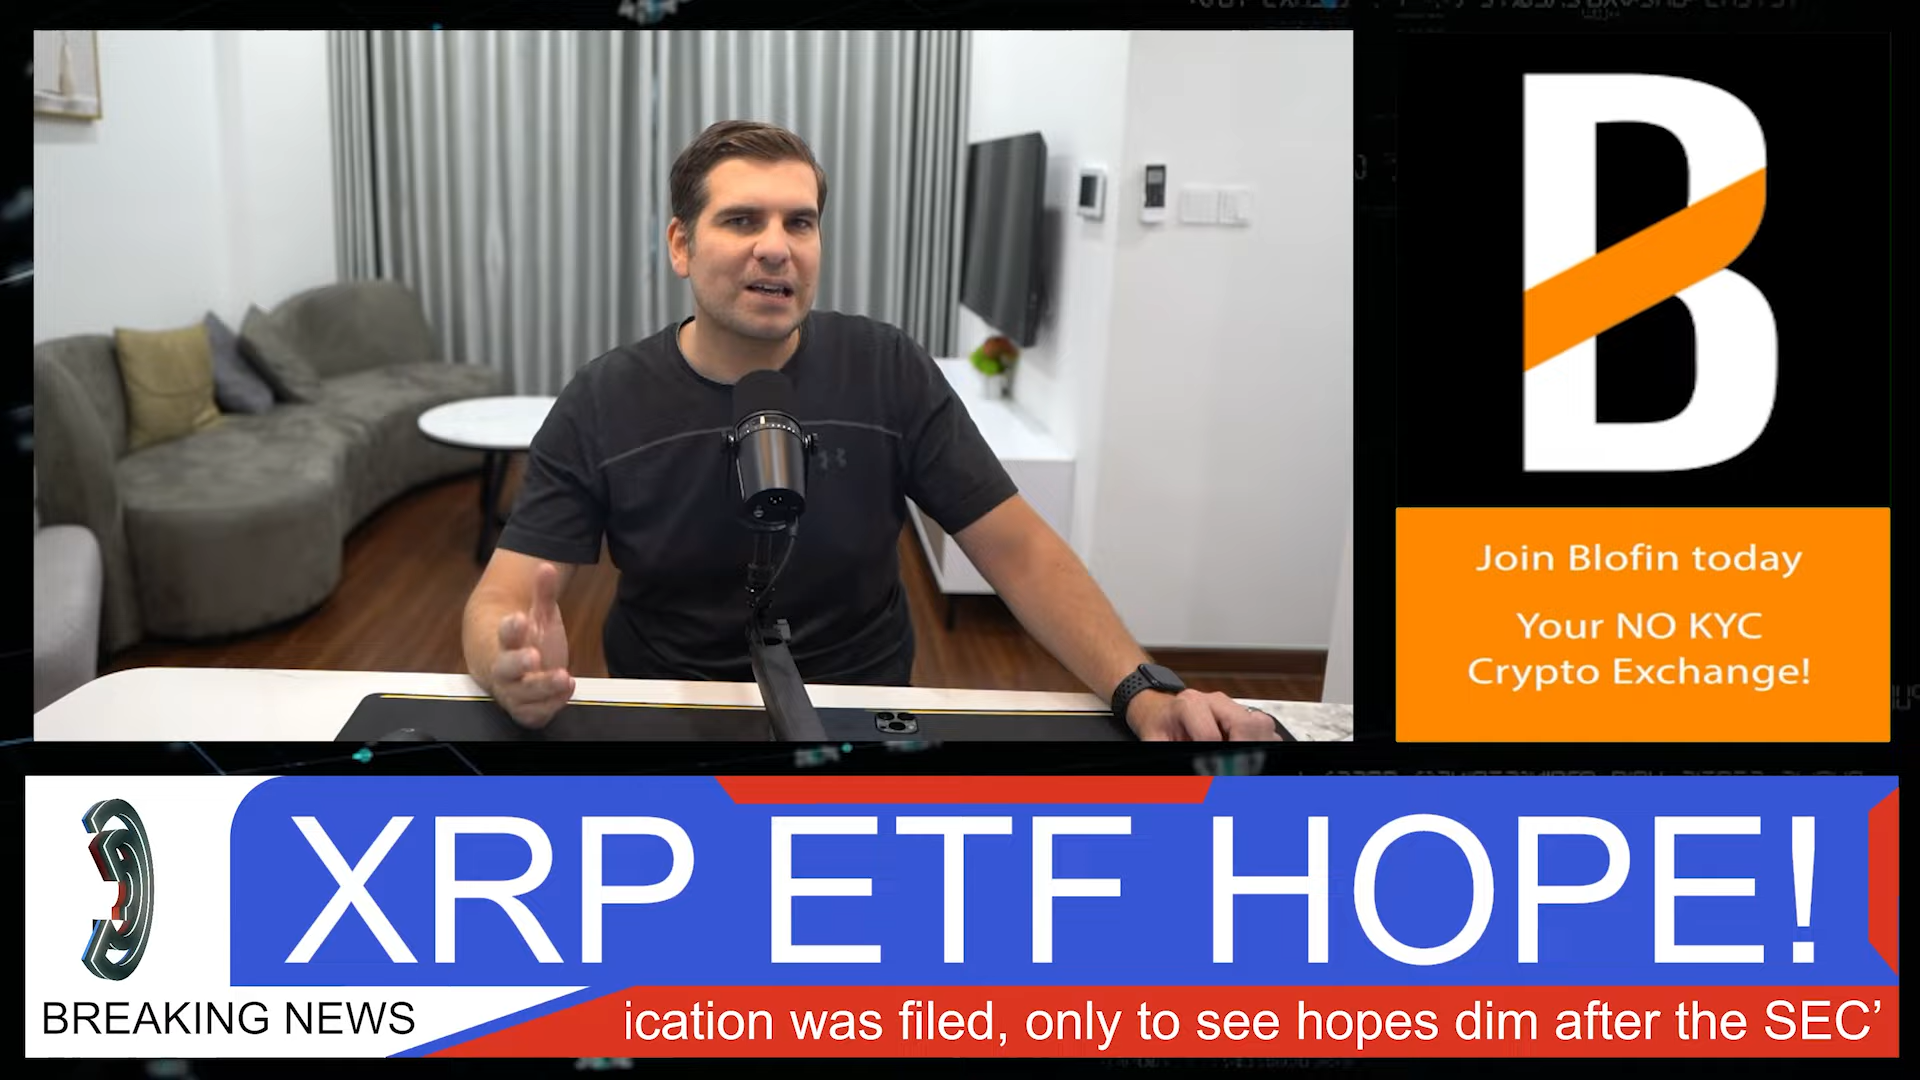 B
Join Blofin today
Your NO KYC
Crypto Exchange!
XRP ETF HOPE!
BREAKING NEWS
ication was filed, only to see hopes dim after the SEC’